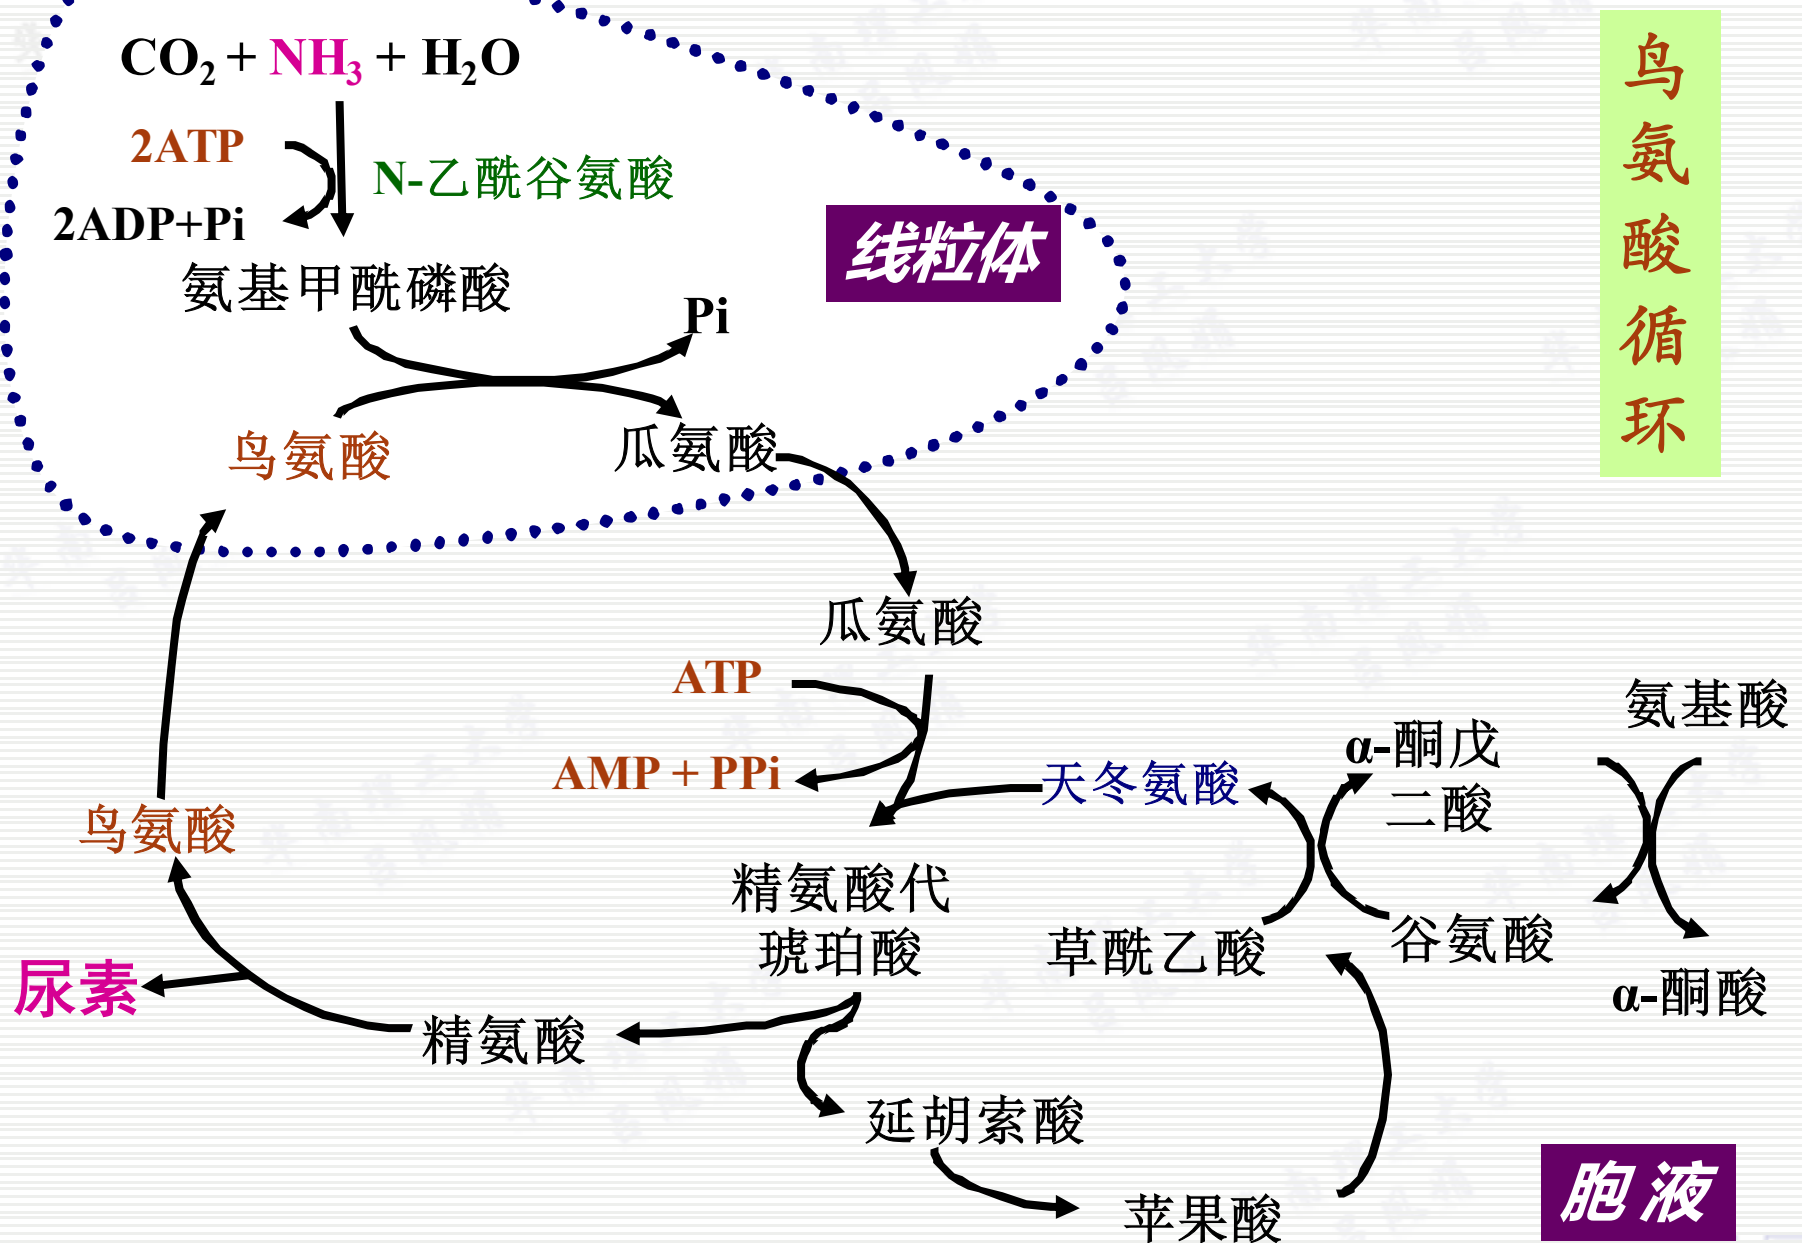 CO₂ + NH₃ + H₂O
2ATP
N-乙酰谷氨酸
2ADP+Pi
氨基甲酰磷酸
线粒体
Pi
鸟氨酸
瓜氨酸
鸟氨酸循环
瓜氨酸
ATP
AMP + PPi
天冬氨酸
α-酮戊
二酸
氨基酸
鸟氨酸
精氨酸代
琥珀酸
草酰乙酸
谷氨酸
α-酮酸
尿素
精氨酸
延胡索酸
苹果酸
胞液